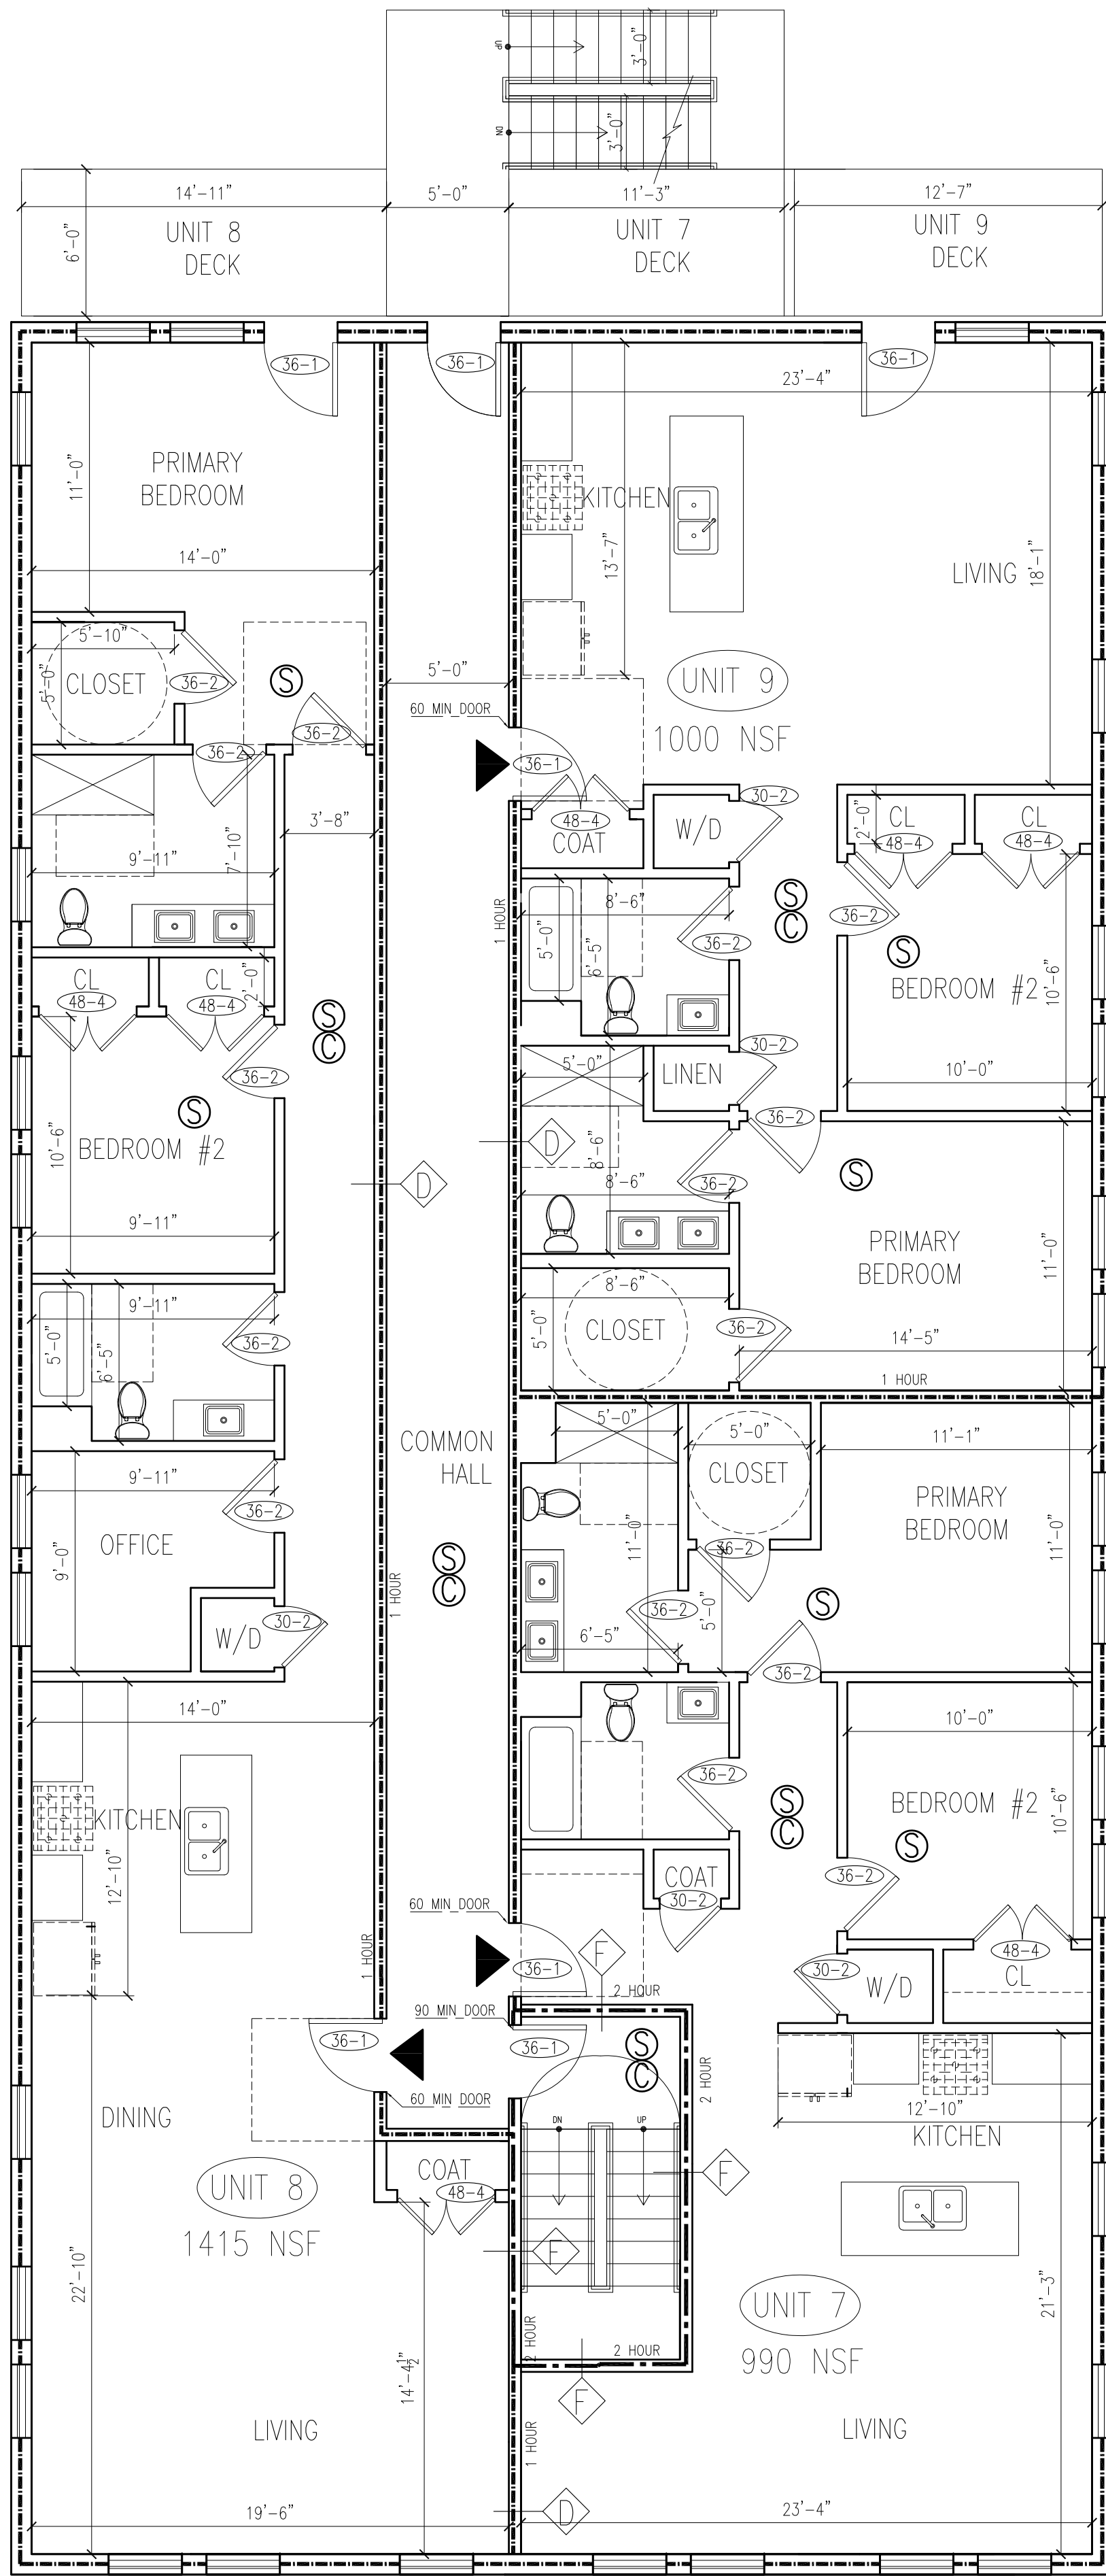 UP
3'-0"
DN
3'-0"
14'-11"
5'-0"
11'-3"
12'-7"
6'-0"
UNIT 8
DECK
UNIT 7
DECK
UNIT 9
DECK
36-1
36-1
36-1
23'-4"
11'-0"
PRIMARY
BEDROOM
14'-0"
KITCHEN
13'-7"
LIVING
18'-1"
5'-10"
5'-0"
CLOSET
36-2
S
36-2
36-2
5'-0"
60 MIN DOOR
36-1
UNIT 9
1000 NSF
3'-8"
9'-11"
7'-10"
48-4
COAT
W/D
30-2
2'-0"
CL
48-4
CL
48-4
1 HOUR
8'-6"
5'-0"
6'-5"
36-2
S
C
36-2
S
BEDROOM #2
10'-6"
10'-0"
CL
48-4
CL
48-4
2'-0"
S
C
36-2
S
BEDROOM #2
10'-6"
9'-11"
5'-0"
LINEN
30-2
36-2
D
8'-6"
8'-6"
36-2
S
D
PRIMARY
BEDROOM
11'-0"
9'-11"
5'-0"
6'-5"
36-2
8'-6"
5'-0"
CLOSET
36-2
14'-5"
1 HOUR
COMMON
HALL
5'-0"
5'-0"
CLOSET
11'-1"
PRIMARY
BEDROOM
11'-0"
9'-11"
36-2
OFFICE
9'-0"
11'-0"
36-2
S
C
1 HOUR
36-2
5'-0"
S
6'-5"
36-2
W/D
30-2
14'-0"
10'-0"
36-2
S
C
BEDROOM #2
10'-6"
S
KITCHEN
12'-10"
COAT
30-2
36-2
60 MIN DOOR
36-1
F
48-4
CL
30-2
W/D
1 HOUR
2 HOUR
90 MIN DOOR
36-1
36-1
S
C
2 HOUR
60 MIN DOOR
DINING
DN
UP
12'-10"
KITCHEN
COAT
48-4
F
UNIT 8
1415 NSF
F
22'-10"
UNIT 7
990 NSF
21'-3"
2 HOUR
2 HOUR
14'-4½"
F
LIVING
1 HOUR
LIVING
19'-6"
D
23'-4"